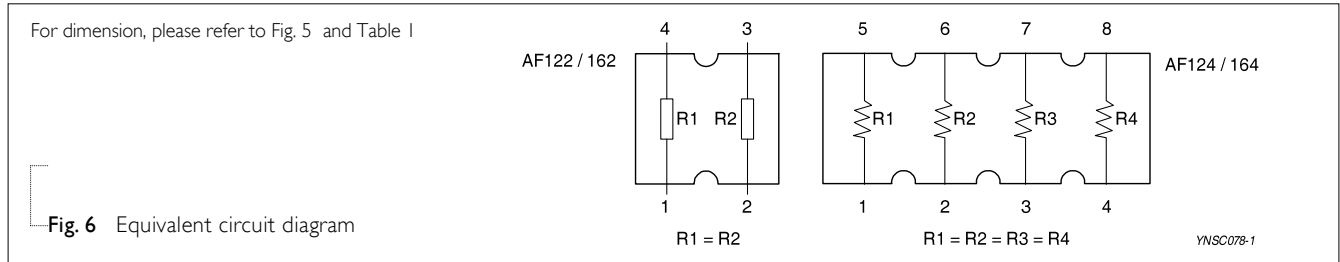 For dimension, please refer to Fig. 5 and Table 1
4 3
AF122 / 162
R1 R2
1 2
R1 = R2
5 6 7 8
AF124 / 164
R1 R2 R3 R4
1 2 3 4
R1 = R2 = R3 = R4
YNSC078-1
Fig. 6 Equivalent circuit diagram